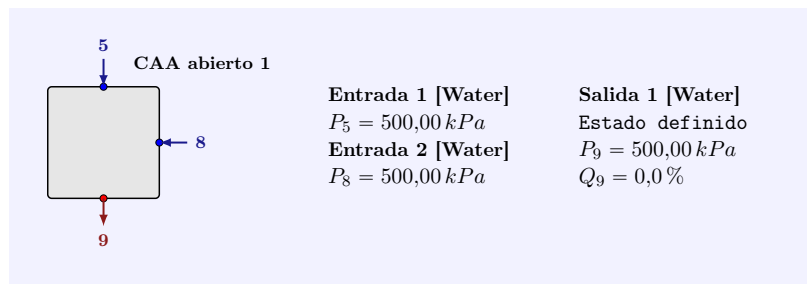 5
CAA abierto 1
8
9
Entrada 1 [Water]
P₅ = 500,00 kPa
Entrada 2 [Water]
P₈ = 500,00 kPa
Salida 1 [Water]
Estado definido
P₉ = 500,00 kPa
Q₉ = 0,0 %